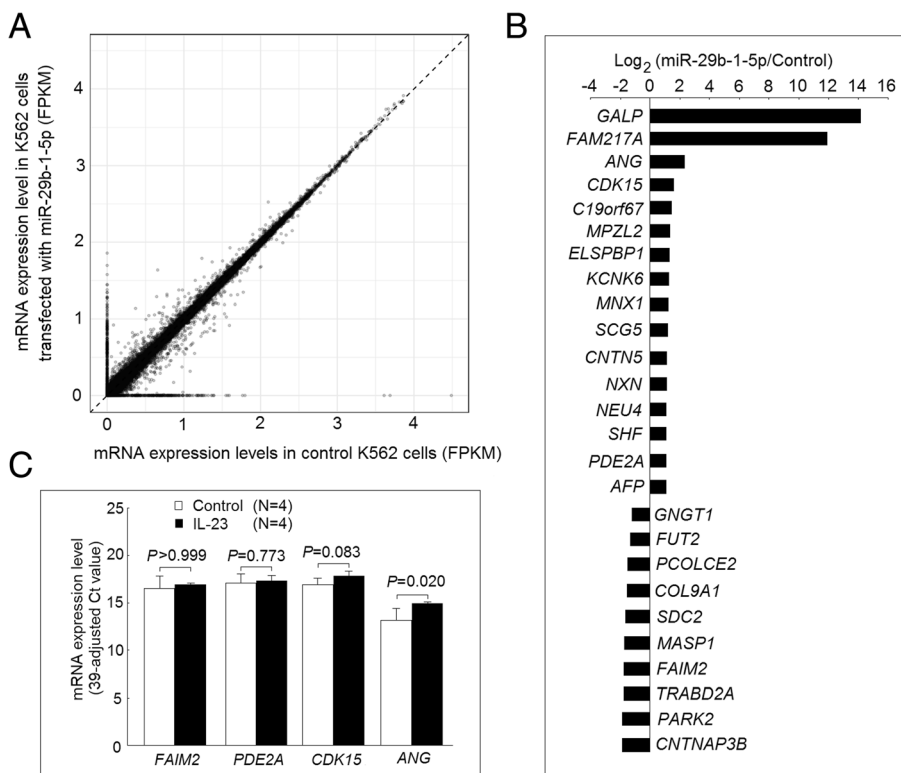 A
mRNA expression level in K562 cells
transfected with miR-29b-1-5p (FPKM)
4
3
2
1
0
0 1 2 3 4
mRNA expression levels in control K562 cells (FPKM)
B
Log2 (miR-29b-1-5p/Control)
-4 -2 0 2 4 6 8 10 12 14 16
GALP
FAM217A
ANG
CDK15
C19orf67
MPZL2
ELSPBP1
KCNK6
MNX1
SCG5
CNTN5
NXN
NEU4
SHF
PDE2A
AFP
GNGT1
FUT2
PCOLCE2
COL9A1
SDC2
MASP1
FAIM2
TRABD2A
PARK2
CNTNAP3B
C
mRNA expression level
(39-adjusted Ct value)
25
20
15
10
5
0
Control (N=4)
IL-23 (N=4)
P>0.999
P=0.773
P=0.083
P=0.020
FAIM2 PDE2A CDK15 ANG